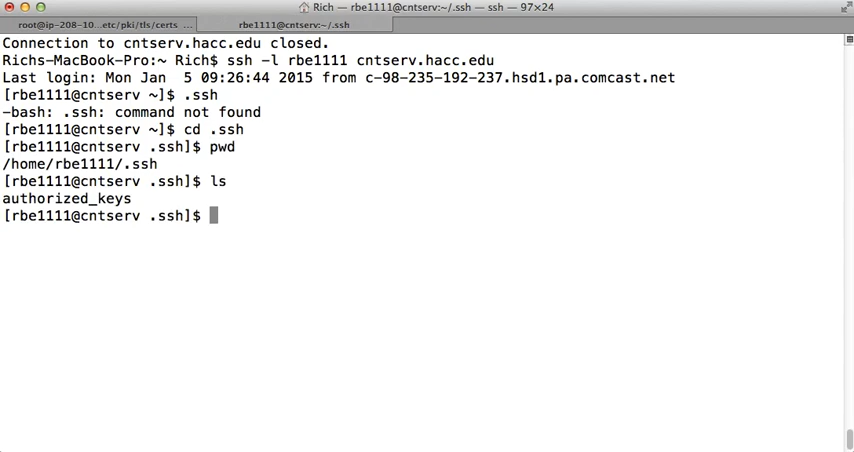 Rich — rbe1111@cntserv:~/.ssh — ssh — 97×24
root@ip-208-10...etc/pki/tls/certs ...
rbe1111@cntserv:~/.ssh
Connection to cntserv.hacc.edu closed.
Richs-MacBook-Pro:~ Rich$ ssh -l rbe1111 cntserv.hacc.edu
Last login: Mon Jan  5 09:26:44 2015 from c-98-235-192-237.hsd1.pa.comcast.net
[rbe1111@cntserv ~]$ .ssh
-bash: .ssh: command not found
[rbe1111@cntserv ~]$ cd .ssh
[rbe1111@cntserv .ssh]$ pwd
/home/rbe1111/.ssh
[rbe1111@cntserv .ssh]$ ls
authorized_keys
[rbe1111@cntserv .ssh]$